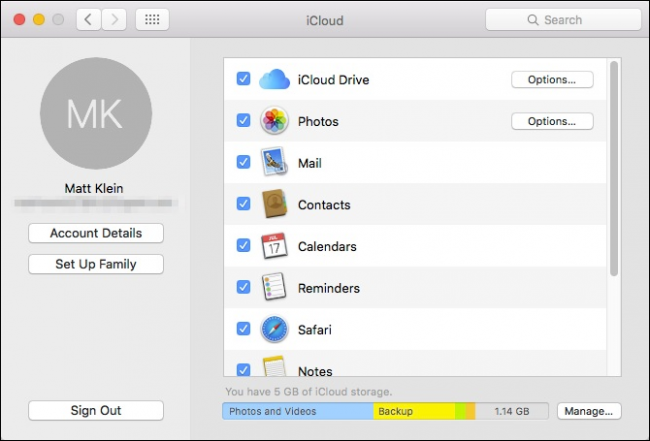 iCloud
Search
MK
Matt Klein
Account Details
Set Up Family
Sign Out
iCloud Drive
Options...
Photos
Options...
Mail
Contacts
JUL
17
Calendars
Reminders
Safari
Notes
You have 5 GB of iCloud storage.
Photos and Videos
Backup
1.14 GB
Manage...